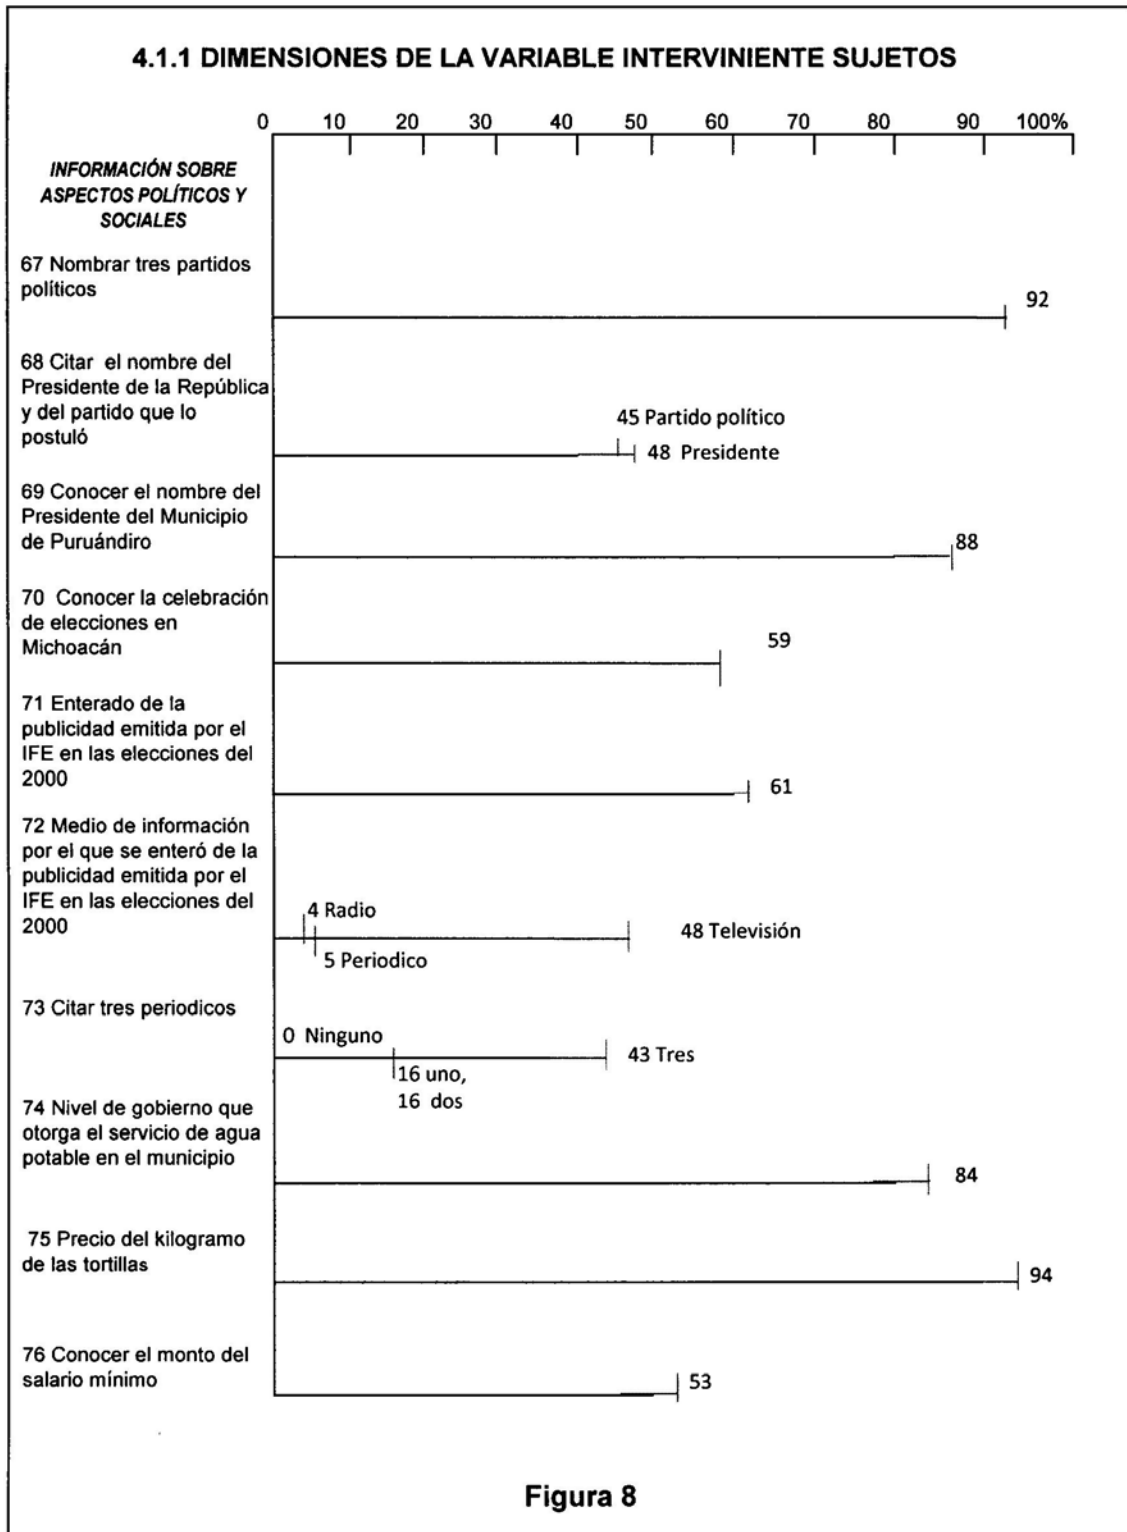 4.1.1 DIMENSIONES DE LA VARIABLE INTERVINIENTE SUJETOS
0 10 20 30 40 50 60 70 80 90 100%
INFORMACIÓN SOBRE
ASPECTOS POLÍTICOS Y
SOCIALES
67 Nombrar tres partidos
políticos
92
68 Citar el nombre del
Presidente de la República
y del partido que lo
postuló
45 Partido político
48 Presidente
69 Conocer el nombre del
Presidente del Municipio
de Puruándiro
88
70 Conocer la celebración
de elecciones en
Michoacán
59
71 Enterado de la
publicidad emitida por el
IFE en las elecciones del
2000
61
72 Medio de información
por el que se enteró de la
publicidad emitida por el
IFE en las elecciones del
2000
4 Radio
48 Televisión
5 Periodico
73 Citar tres periodicos
0 Ninguno
43 Tres
16 uno,
16 dos
74 Nivel de gobierno que
otorga el servicio de agua
potable en el municipio
84
75 Precio del kilogramo
de las tortillas
94
76 Conocer el monto del
salario mínimo
53
Figura 8